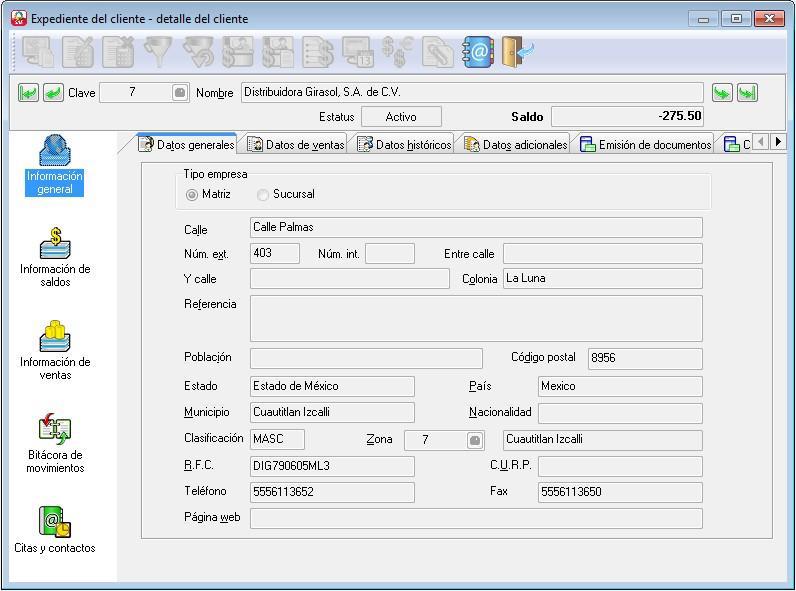 Expediente del cliente - detalle del cliente
Clave 7 Nombre Distribuidora Girasol, S.A. de C.V.
Estatus Activo Saldo -275.50
Información general
Información de saldos
Información de ventas
Bitácora de movimientos
Citas y contactos
Datos generales Datos de ventas Datos históricos Datos adicionales Emisión de documentos C
Tipo empresa
Matriz Sucursal
Calle Calle Palmas
Núm. ext. 403 Núm. int. Entre calle
Y calle Colonia La Luna
Referencia
Población Código postal 8956
Estado Estado de México País Mexico
Municipio Cuautitlan Izcalli Nacionalidad
Clasificación MASC Zona 7 Cuautitlan Izcalli
R.F.C. DIG790605ML3 C.U.R.P.
Teléfono 5556113652 Fax 5556113650
Página web